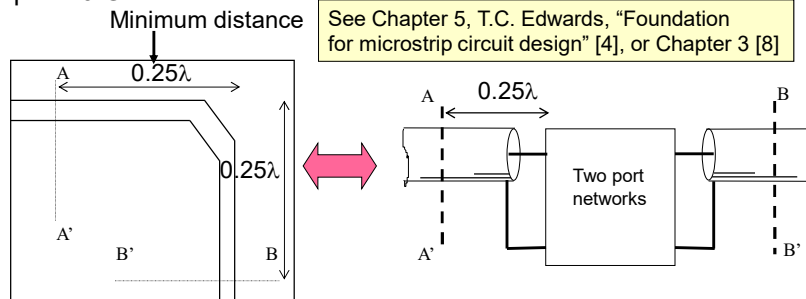 Minimum distance
See Chapter 5, T.C. Edwards, “Foundation
for microstrip circuit design” [4], or Chapter 3 [8]
A
0.25λ
0.25λ
A’
B’
B
A
0.25λ
B
Two port
networks
A’
B’